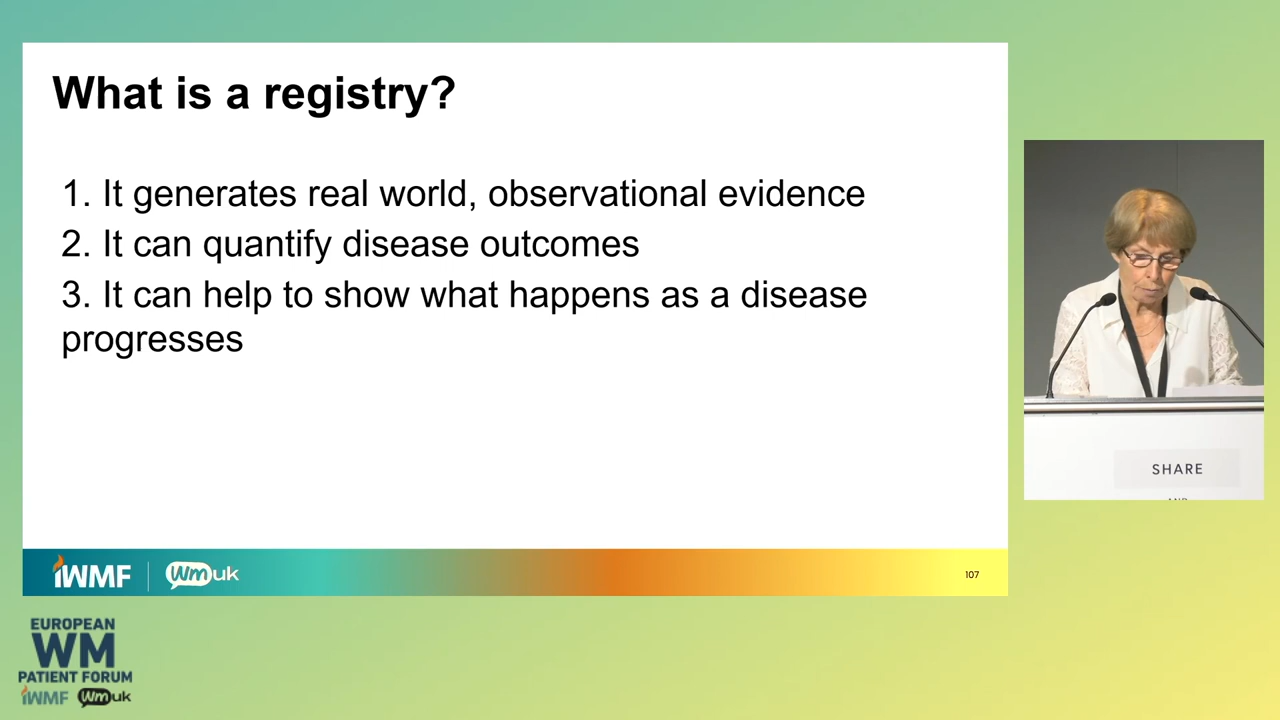 What is a registry?
1. It generates real world, observational evidence
2. It can quantify disease outcomes
3. It can help to show what happens as a disease
progresses
SHARE
AND
iWMF
Wmuk
107
EUROPEAN
WM
PATIENT FORUM
iWMF Wmuk